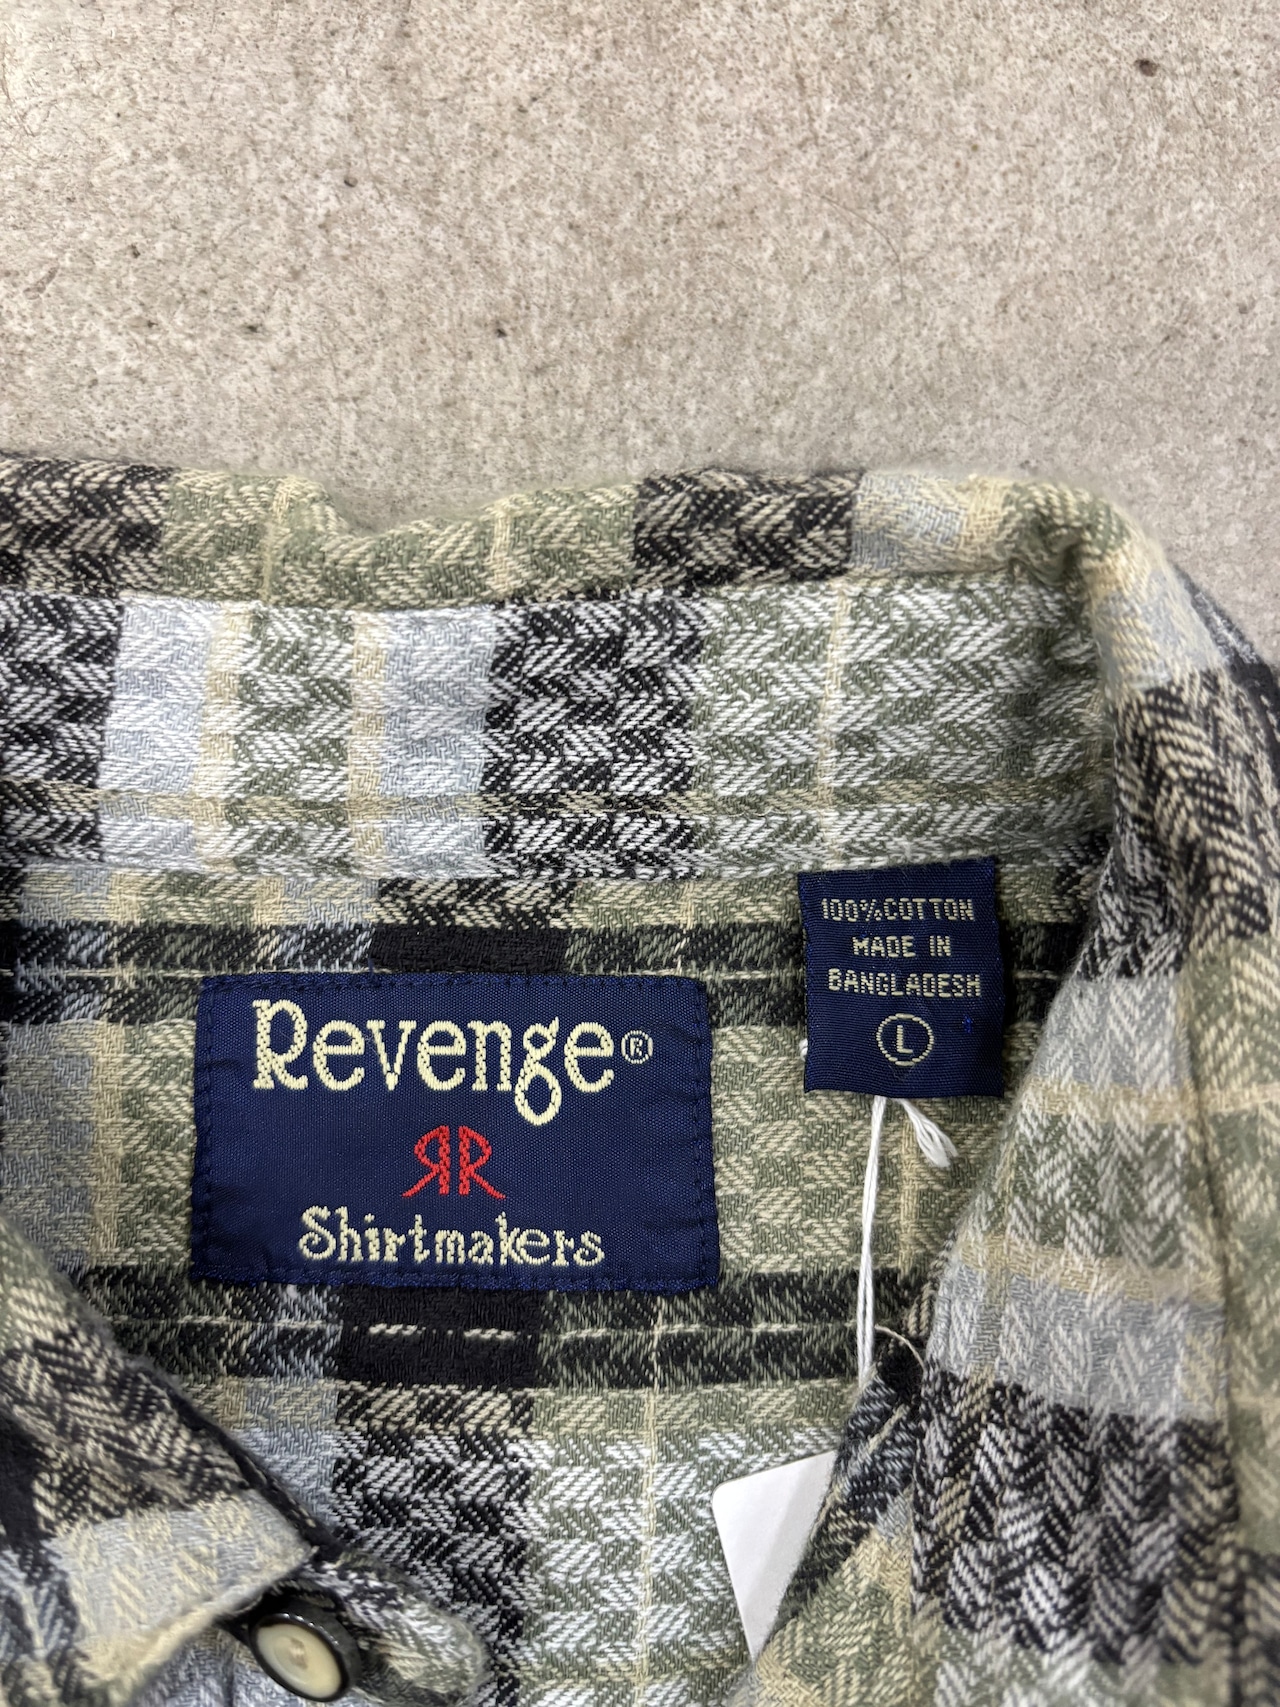 100%COTTON
MADE IN
BANGLADESH
L
Revenge®
RR
Shirtmakers